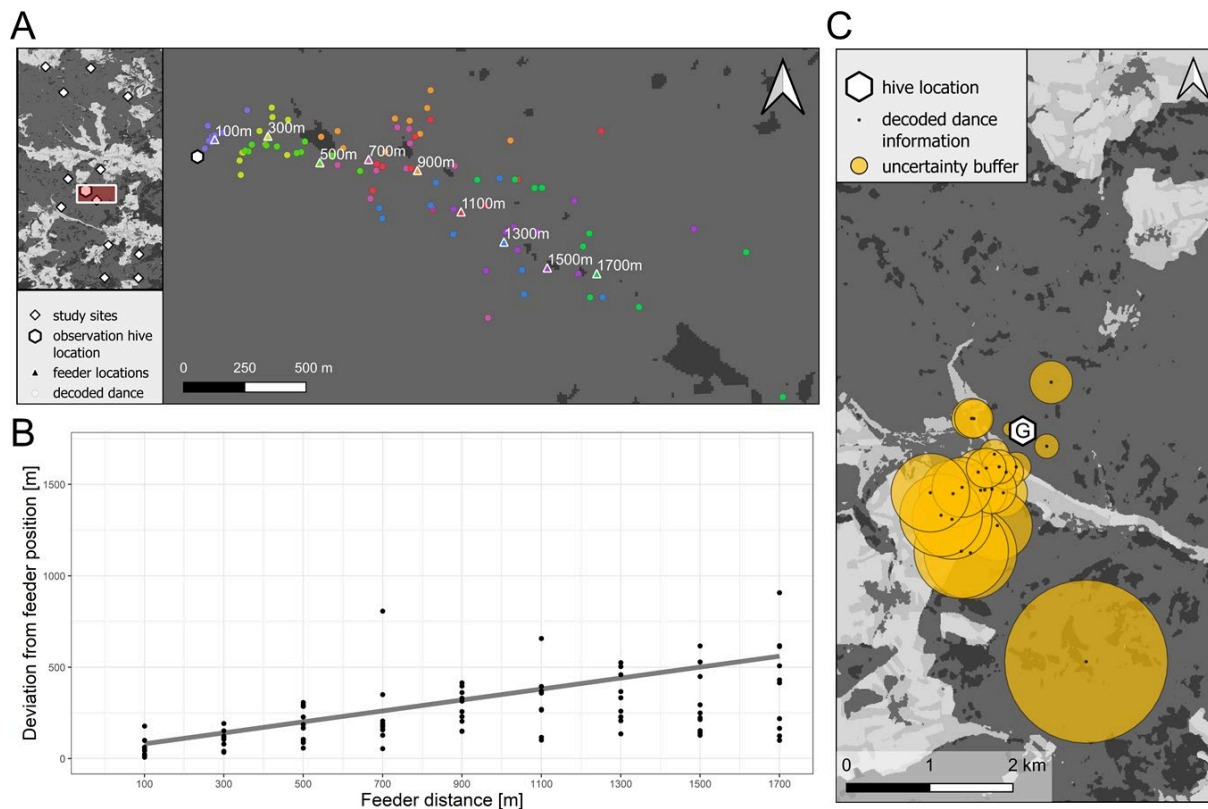 A
100m
300m
500m
700m
900m
1100m
1300m
1500m
1700m
study sites
observation hive
location
feeder locations
decoded dance
0 250 500 m
B
Deviation from feeder position [m]
1500
1000
500
0
100 300 500 700 900 1100 1300 1500 1700
Feeder distance [m]
C
hive location
decoded dance
information
uncertainty buffer
G
0 1 2 km